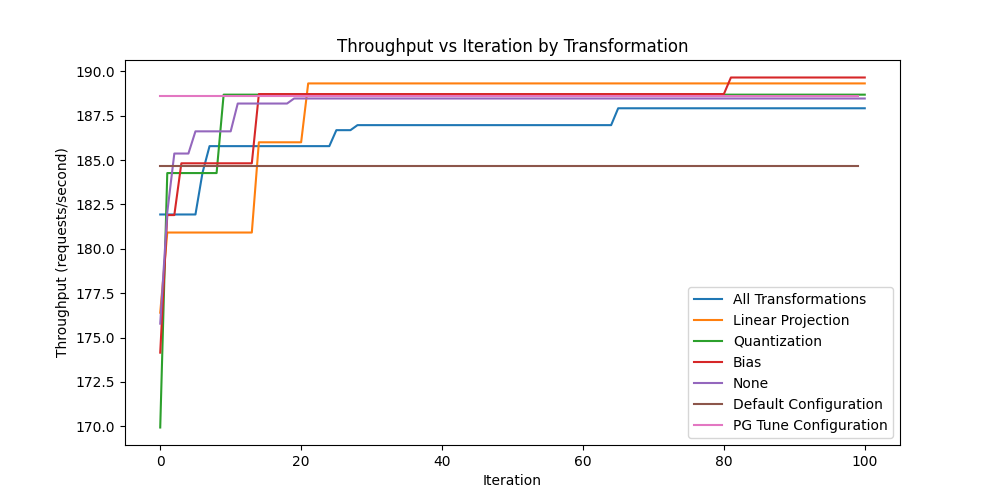 Throughput vs Iteration by Transformation
Throughput (requests/second)
190.0
187.5
185.0
182.5
180.0
177.5
175.0
172.5
170.0
All Transformations
Linear Projection
Quantization
Bias
None
Default Configuration
PG Tune Configuration
0 20 40 60 80 100
Iteration